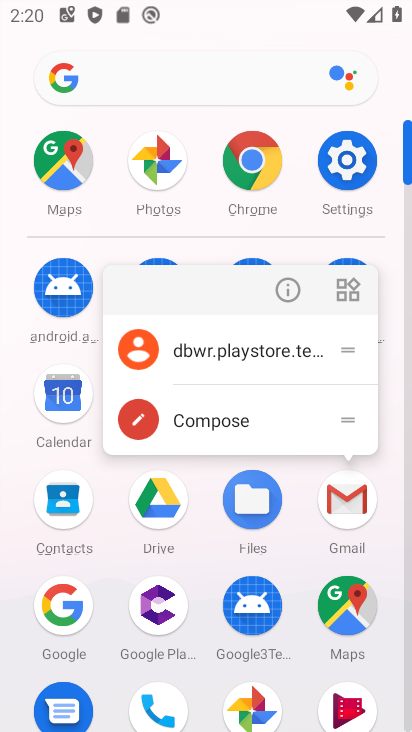 2:20
Maps
Photos
Chrome
Settings
android.a...
dbwr.playstore.te...
Compose
10
Calendar
Contacts
Drive
Files
Gmail
Google
Google Pla...
Google3Te...
Maps